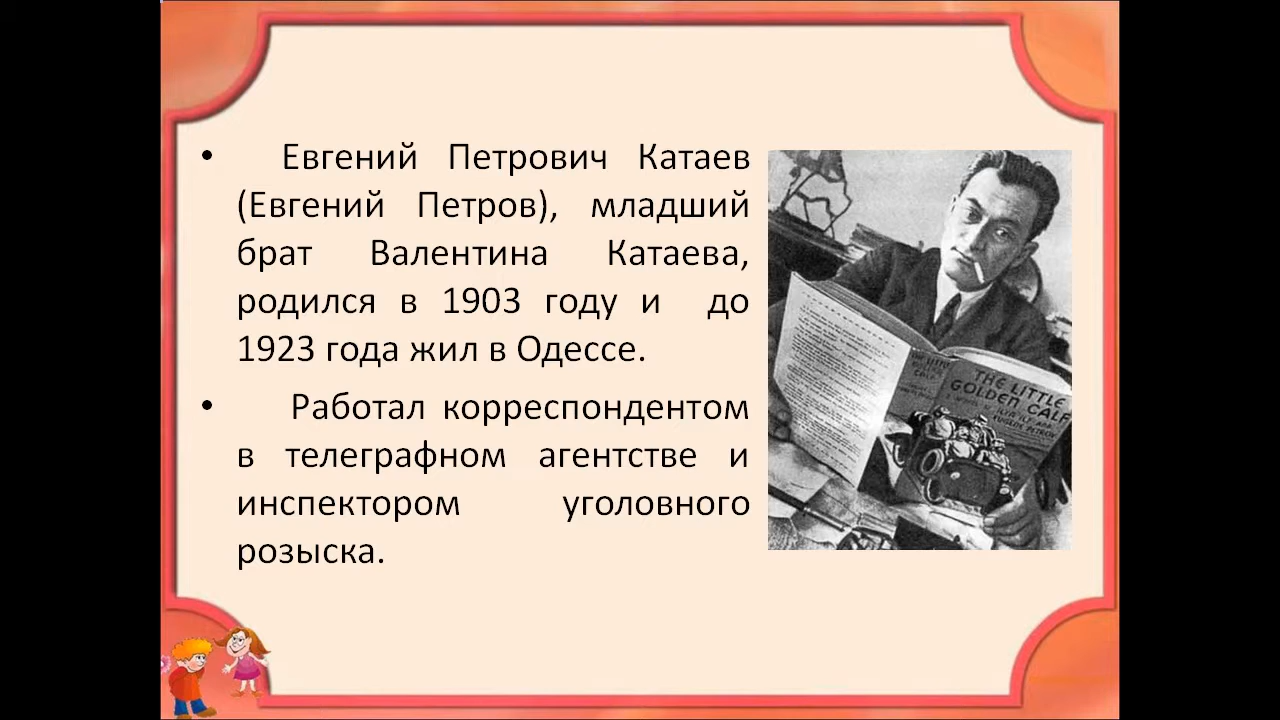 • Евгений Петрович Катаев
(Евгений Петров), младший
брат Валентина Катаева,
родился в 1903 году и до
1923 года жил в Одессе.
• Работал корреспондентом
в телеграфном агентстве и
инспектором уголовного
розыска.
THE LITTLE
GOLDEN CALF